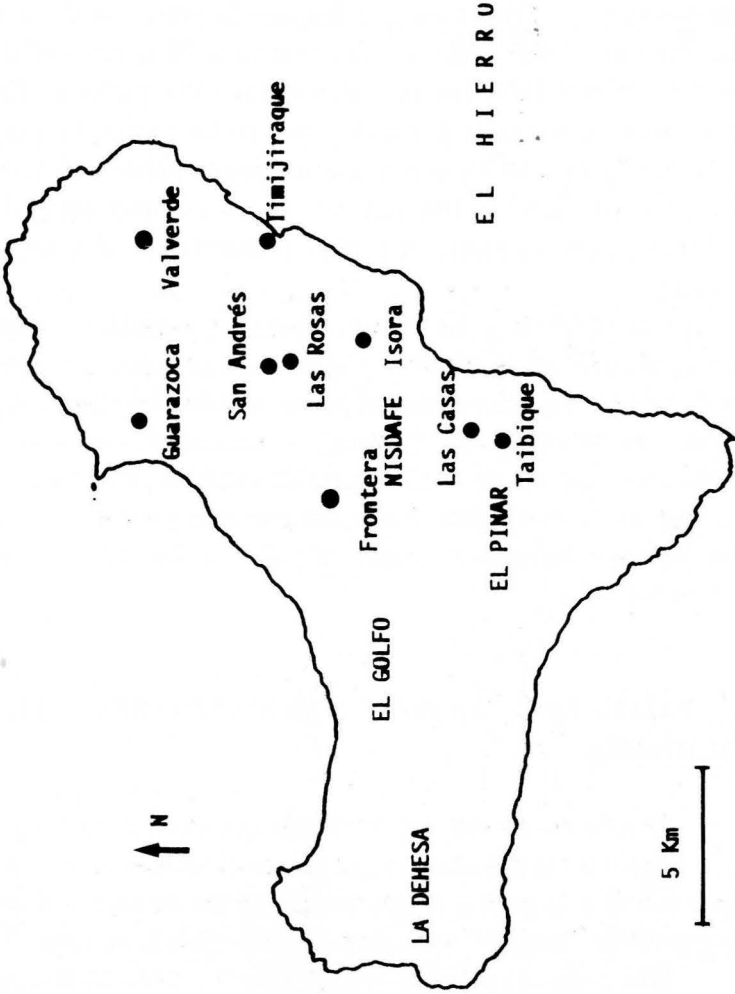 N
Guarazoca
Valverde
San Andrés
Timijiraque
Las Rosas
Frontera
Isora
NISDAFE
EL GOLFO
Las Casas
LA DEHESA
EL PINAR
Taibique
5 Km
EL HIERRO